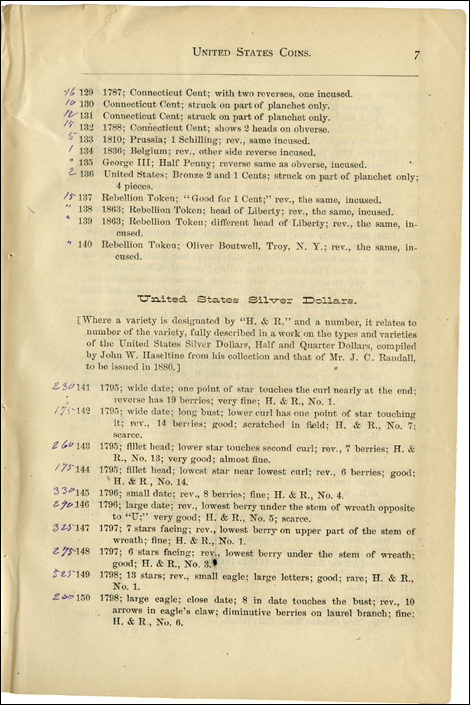 UNITED STATES COINS. 7
16 129 1787; Connecticut Cent; with two reverses, one incused.
10 130 Connecticut Cent; struck on part of planchet only.
12 131 Connecticut Cent; struck on part of planchet only.
15 132 1788; Connecticut Cent; shows 2 heads on obverse.
5 133 1810; Prussia; 1 Schilling; rev., same incused.
1 134 1836; Belgium; rev., other side reverse incused.
" 135 George III; Half Penny; reverse same as obverse, incused.
2 136 United States; Bronze 2 and 1 Cents; struck on part of planchet only;
4 pieces.
15 137 Rebellion Token; "Good for 1 Cent;" rev., the same, incused.
" 138 1863; Rebellion Token; head of Liberty; rev., the same, incused.
" 139 1863; Rebellion Token; different head of Liberty; rev., the same, in-
cused.
" 140 Rebellion Token; Oliver Boutwell, Troy, N. Y.; rev., the same, in-
cused.
United States Silver Dollars.
[Where a variety is designated by "H. & R." and a number, it relates to
number of the variety, fully described in a work on the types and varieties
of the United States Silver Dollars, Half and Quarter Dollars, compiled
by John W. Haseltine from his collection and that of Mr. J. C. Randall,
to be issued in 1880.]
230 141 1795; wide date; one point of star touches the curl nearly at the end;
reverse has 19 berries; very fine; H. & R., No. 1.
175 142 1795; wide date; long bust; lower curl has one point of star touching
it; rev., 14 berries; good; scratched in field; H. & R., No. 7;
scarce.
260 143 1795; fillet head; lower star touches second curl; rev., 7 berries; H. &
R., No. 13; very good; almost fine.
175 144 1795; fillet head; lowest star near lowest curl; rev., 6 berries; good;
H. & R., No. 14.
330 145 1796; small date; rev., 8 berries; fine; H. & R., No. 4.
290 146 1796; large date; rev., lowest berry under the stem of wreath opposite
to "U:" very good; H. & R., No. 5; scarce.
325 147 1797; 7 stars facing; rev., lowest berry on upper part of the stem of
wreath; fine; H. & R., No. 1.
275 148 1797; 6 stars facing; rev., lowest berry under the stem of wreath;
good; H. & R., No. 3.
525 149 1798; 13 stars; rev., small eagle; large letters; good; rare; H. & R.,
No. 1.
260 150 1798; large eagle; close date; 8 in date touches the bust; rev., 10
arrows in eagle's claw; diminutive berries on laurel branch; fine;
H. & R., No. 6.